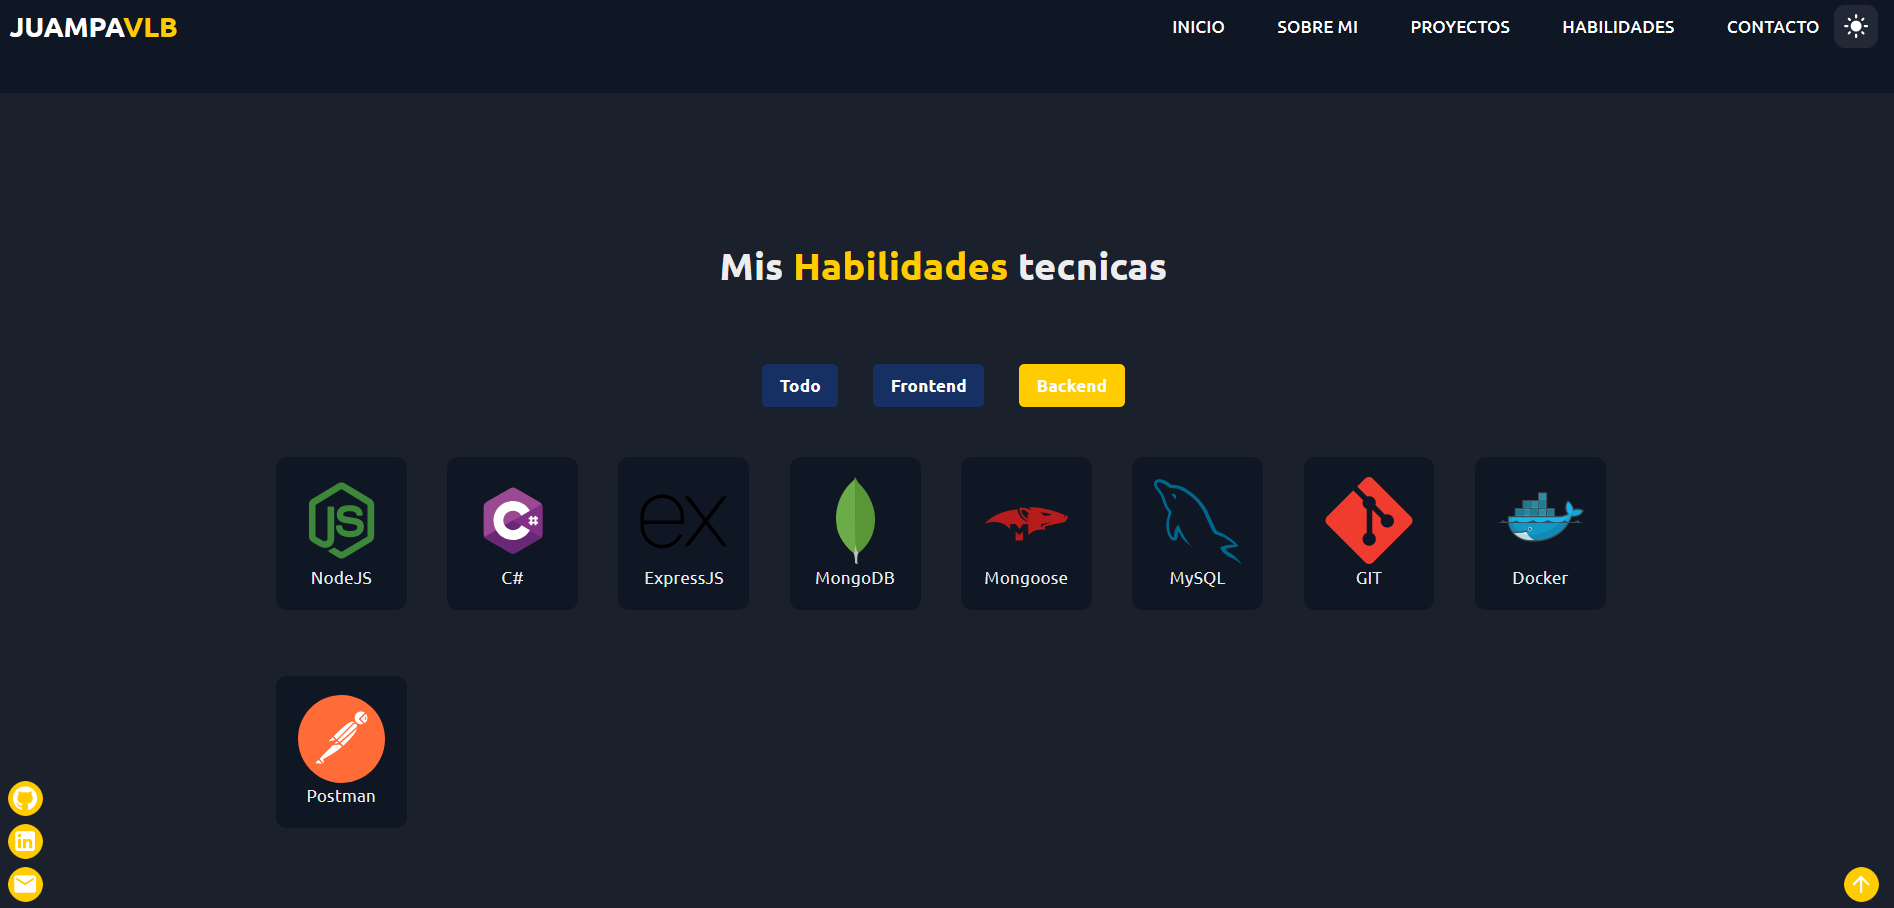 JUAMPAVLB
INICIO SOBRE MI PROYECTOS HABILIDADES CONTACTO
Mis Habilidades tecnicas
Todo Frontend Backend
JS C ex M
NodeJS C# ExpressJS MongoDB Mongoose MySQL GIT Docker
Postman
in